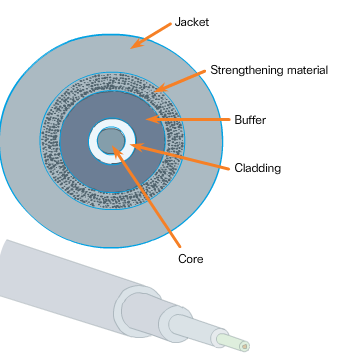 Jacket
Strengthening material
Buffer
Cladding
Core